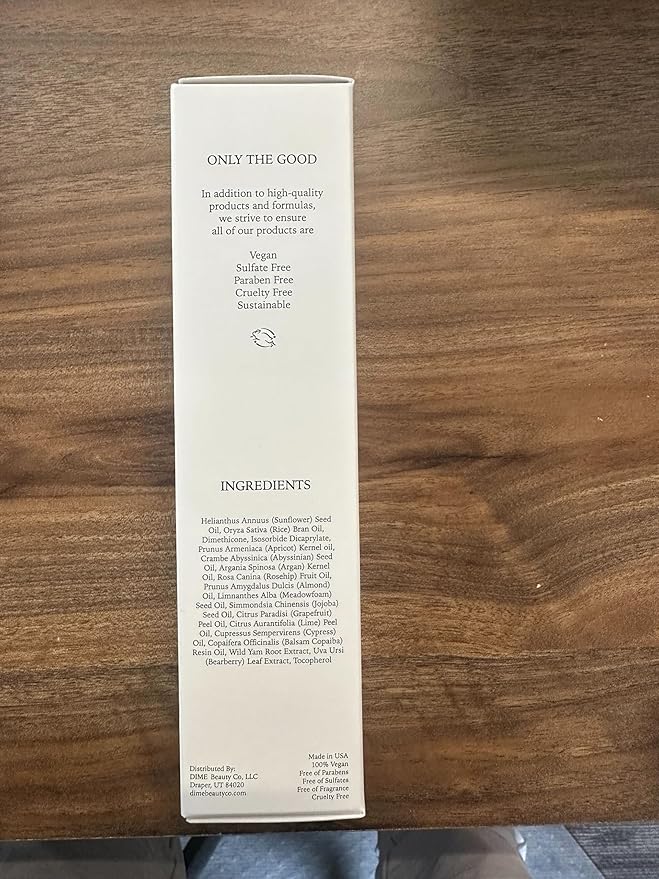 ONLY THE GOOD
In addition to high-quality
products and formulas,
we strive to ensure
all of our products are
Vegan
Sulfate Free
Paraben Free
Cruelty Free
Sustainable
INGREDIENTS
Helianthus Annuus (Sunflower) Seed
Oil, Oryza Sativa (Rice) Bran Oil,
Dimethicone, Isosorbide Dicaprylate,
Prunus Armeniaca (Apricot) Kernel oil,
Crambe Abyssinica (Abyssinian) Seed
Oil, Argania Spinosa (Argan) Kernel
Oil, Rosa Canina (Rosehip) Fruit Oil,
Prunus Amygdalus Dulcis (Almond)
Oil, Limnanthes Alba (Meadowfoam)
Seed Oil, Simmondsia Chinensis (Jojoba)
Seed Oil, Citrus Paradisi (Grapefruit)
Peel Oil, Citrus Aurantifolia (Lime) Peel
Oil, Cupressus Sempervirens (Cypress)
Oil, Copaifera Officinalis (Balsam Copaiba)
Resin Oil, Wild Yam Root Extract, Uva Ursi
(Bearberry) Leaf Extract, Tocopherol
Distributed By:
DIME Beauty Co, LLC
Draper, UT 84020
dimebeautyco.com
Made in USA
100% Vegan
Free of Parabens
Free of Sulfates
Free of Fragrance
Cruelty Free